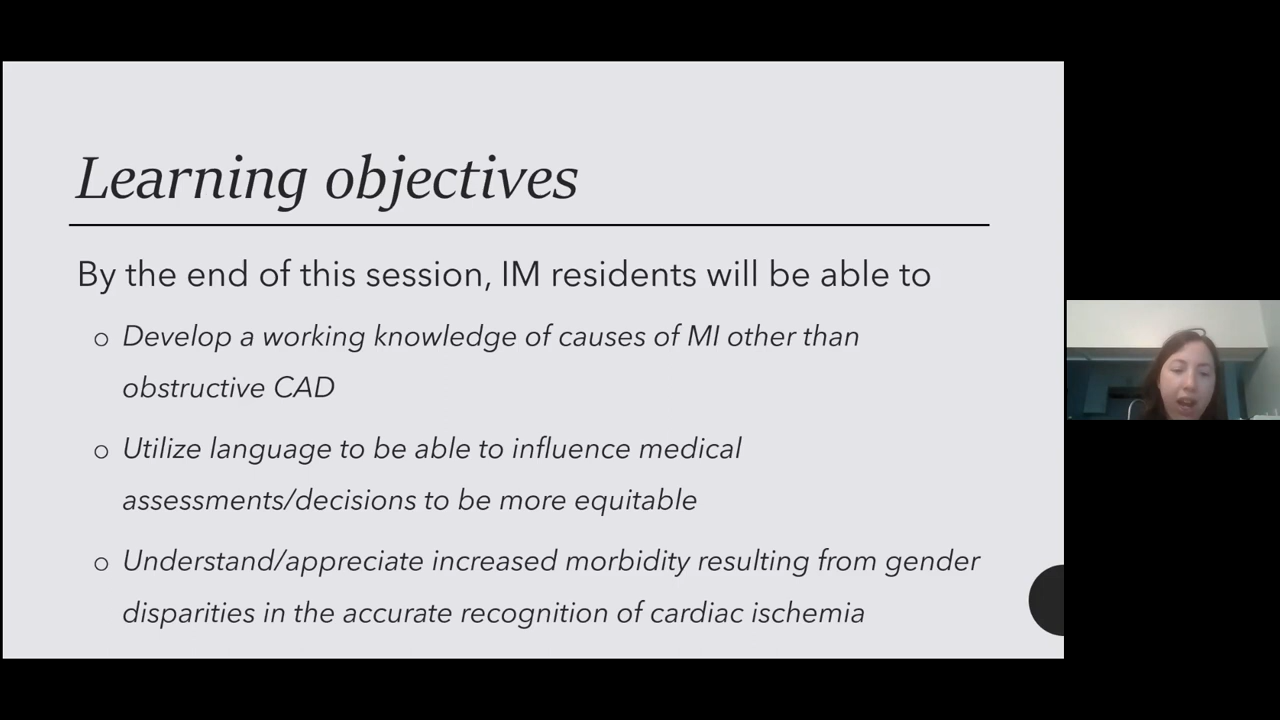 Learning objectives
By the end of this session, IM residents will be able to
o Develop a working knowledge of causes of MI other than
obstructive CAD
o Utilize language to be able to influence medical
assessments/decisions to be more equitable
o Understand/appreciate increased morbidity resulting from gender
disparities in the accurate recognition of cardiac ischemia